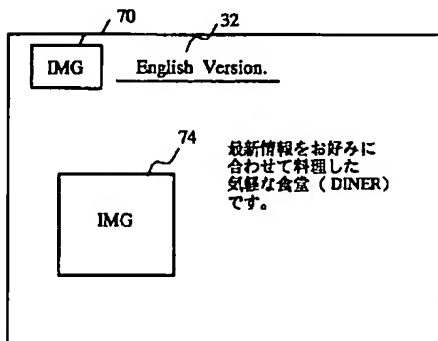 70
32
IMG
English Version.
74
IMG
最新情報をお好みに
合わせて料理した
気軽な食堂 ( DINER)
です。